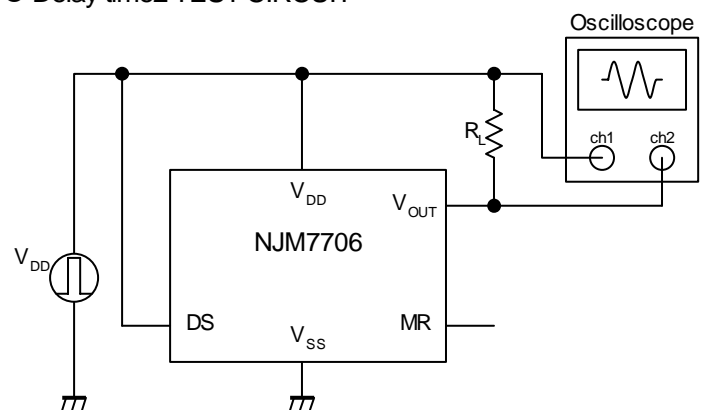 Delay time2 TEST CIRCUIT
Oscilloscope
RL
ch1
ch2
VDD
VOUT
NJM7706
VDD
DS
MR
VSS